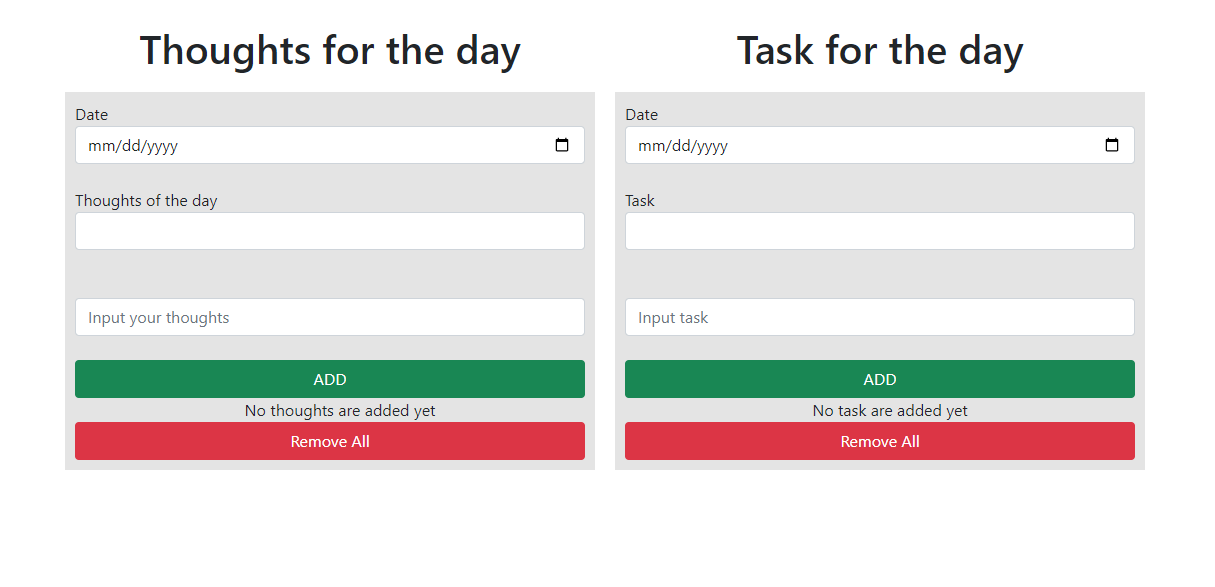 Thoughts for the day
Date
mm/dd/yyyy
Thoughts of the day
Input your thoughts
ADD
No thoughts are added yet
Remove All
Task for the day
Date
mm/dd/yyyy
Task
Input task
ADD
No task are added yet
Remove All